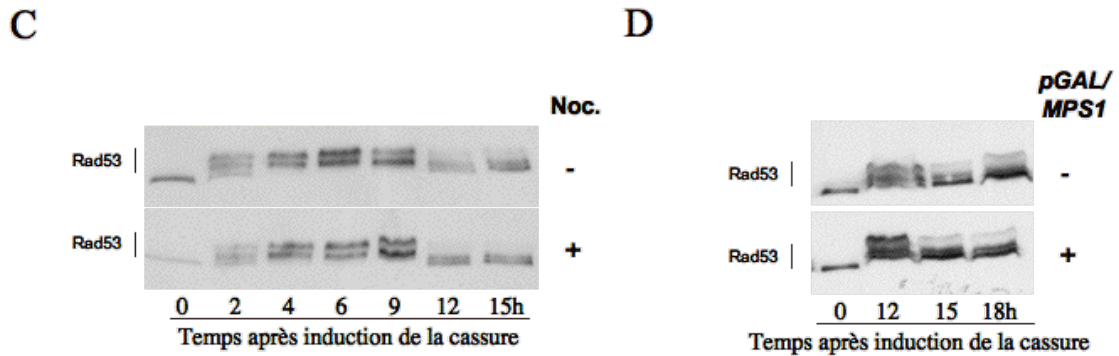 C
Noc.
Rad53
-
Rad53
+
0 2 4 6 9 12 15h
Temps après induction de la cassure
D
pGAL/
MPS1
Rad53
-
Rad53
+
0 12 15 18h
Temps après induction de la cassure